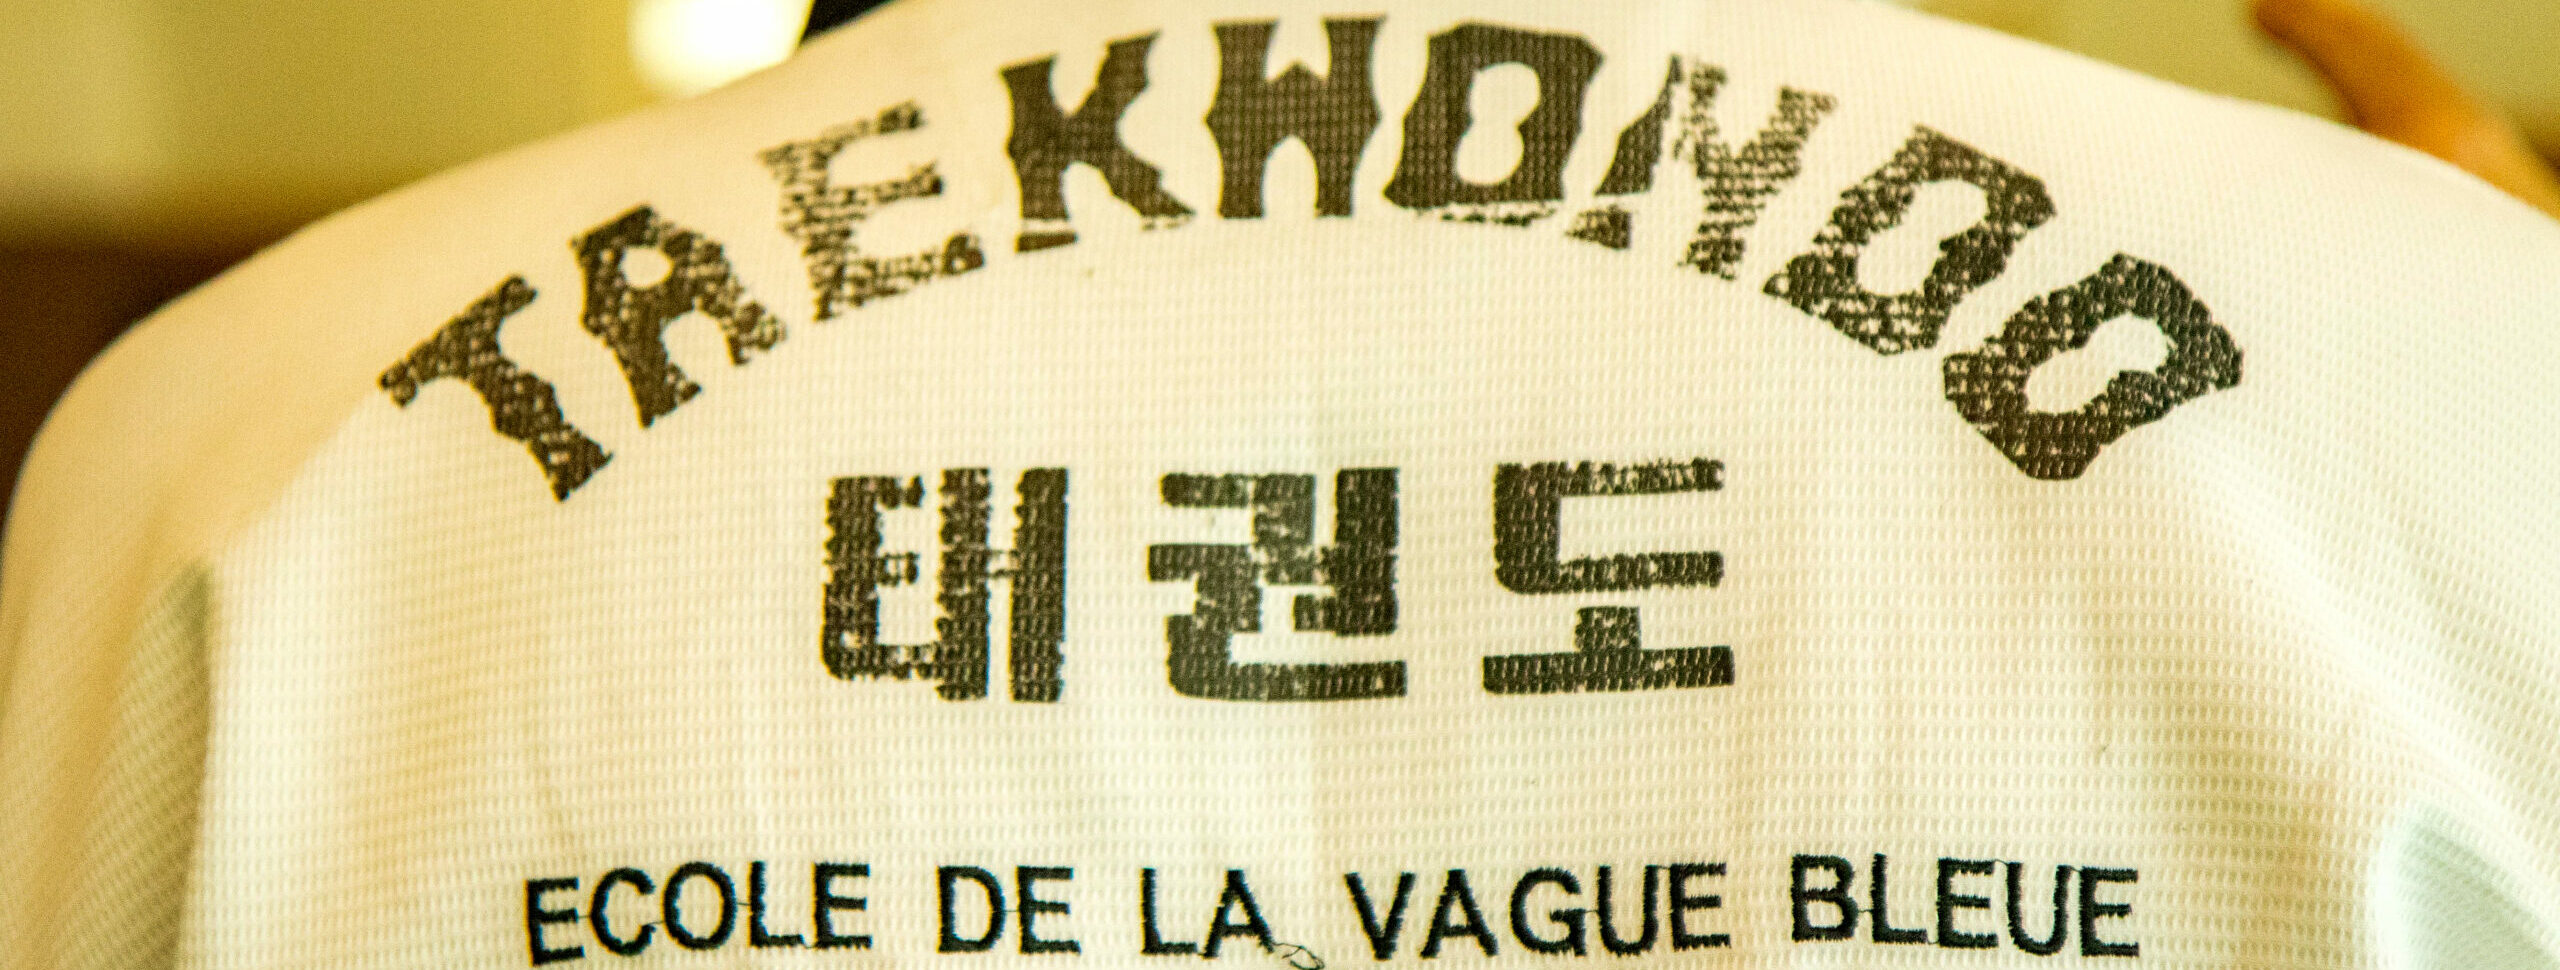 TAEKWONDO
태권도
ECOLE DE LA VAGUE BLEUE